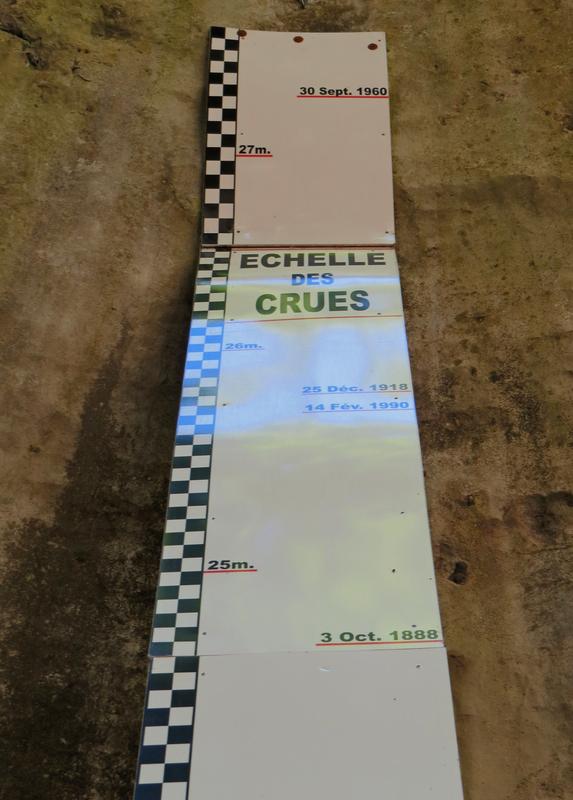 30 Sept. 1960
27m.
ECHELLE
DES
CRUES
26m.
25 Déc. 1918
14 Fév. 1990
25m.
3 Oct. 1888